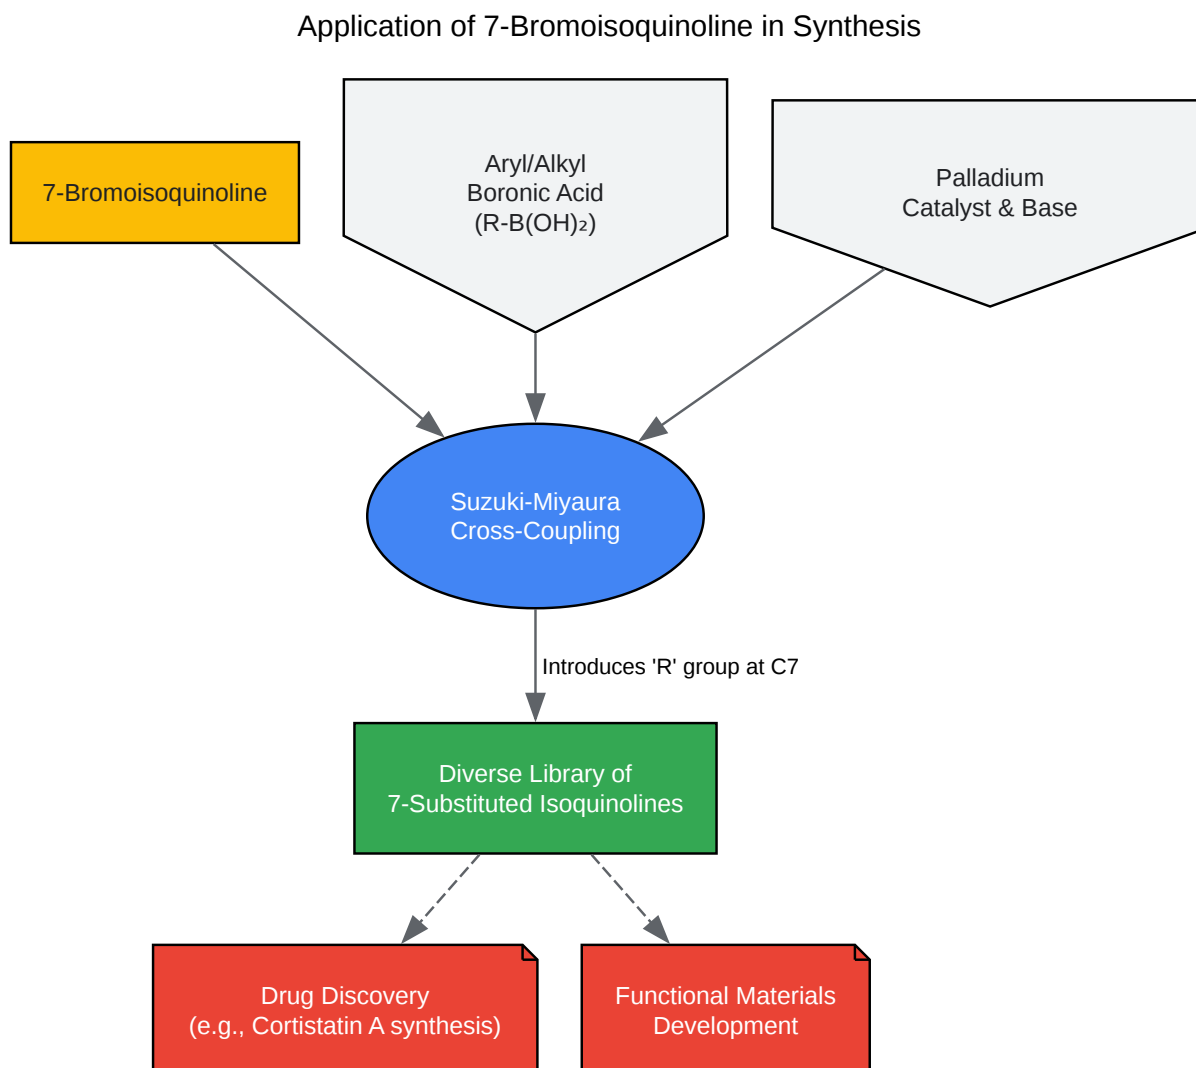 Application of 7-Bromoisoquinoline in Synthesis
7-Bromoisoquinoline
Aryl/Alkyl
Boronic Acid
(R-B(OH)₂)
Palladium
Catalyst & Base
Suzuki-Miyaura
Cross-Coupling
Introduces 'R' group at C7
Diverse Library of
7-Substituted Isoquinolines
Drug Discovery
(e.g., Cortistatin A synthesis)
Functional Materials
Development